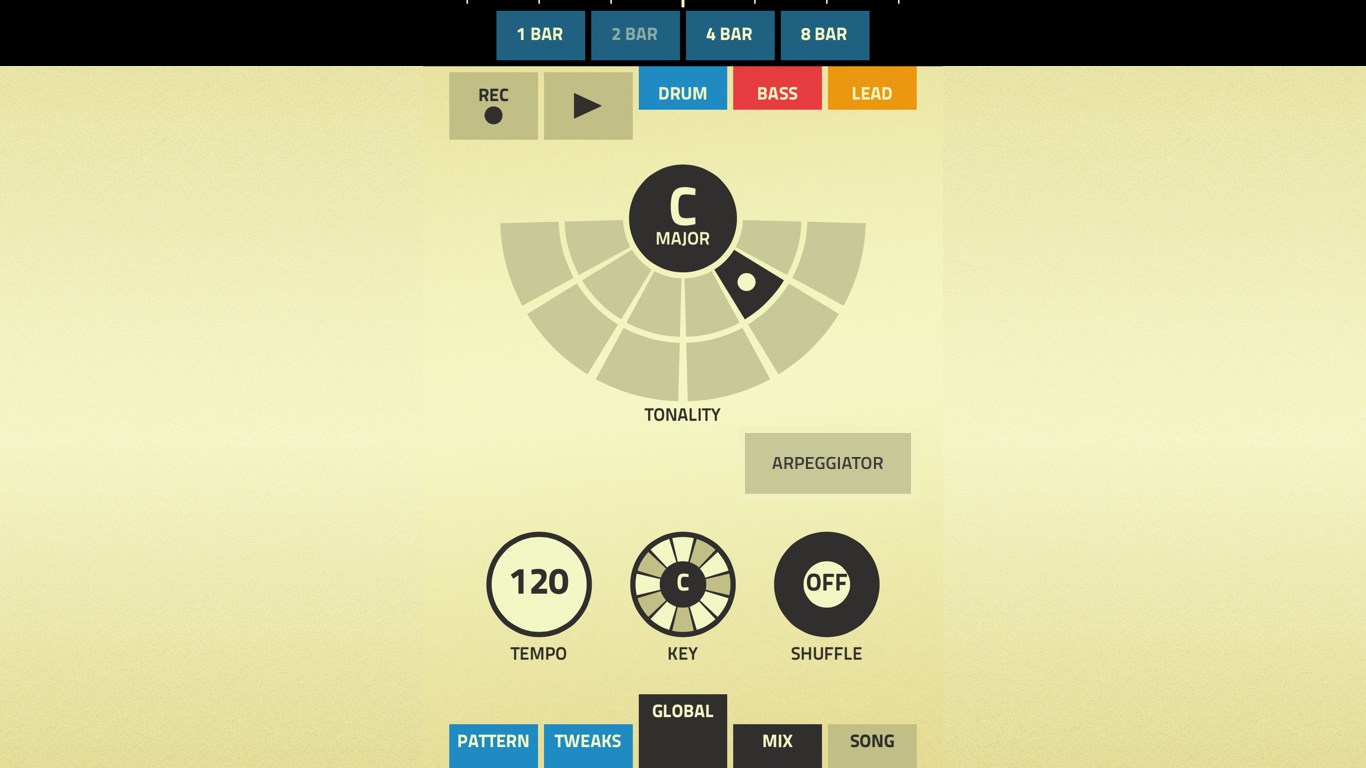 1 BAR
2 BAR
4 BAR
8 BAR
REC
DRUM
BASS
LEAD
C
MAJOR
TONALITY
ARPEGGIATOR
120
C
OFF
TEMPO
KEY
SHUFFLE
GLOBAL
PATTERN
TWEAKS
MIX
SONG